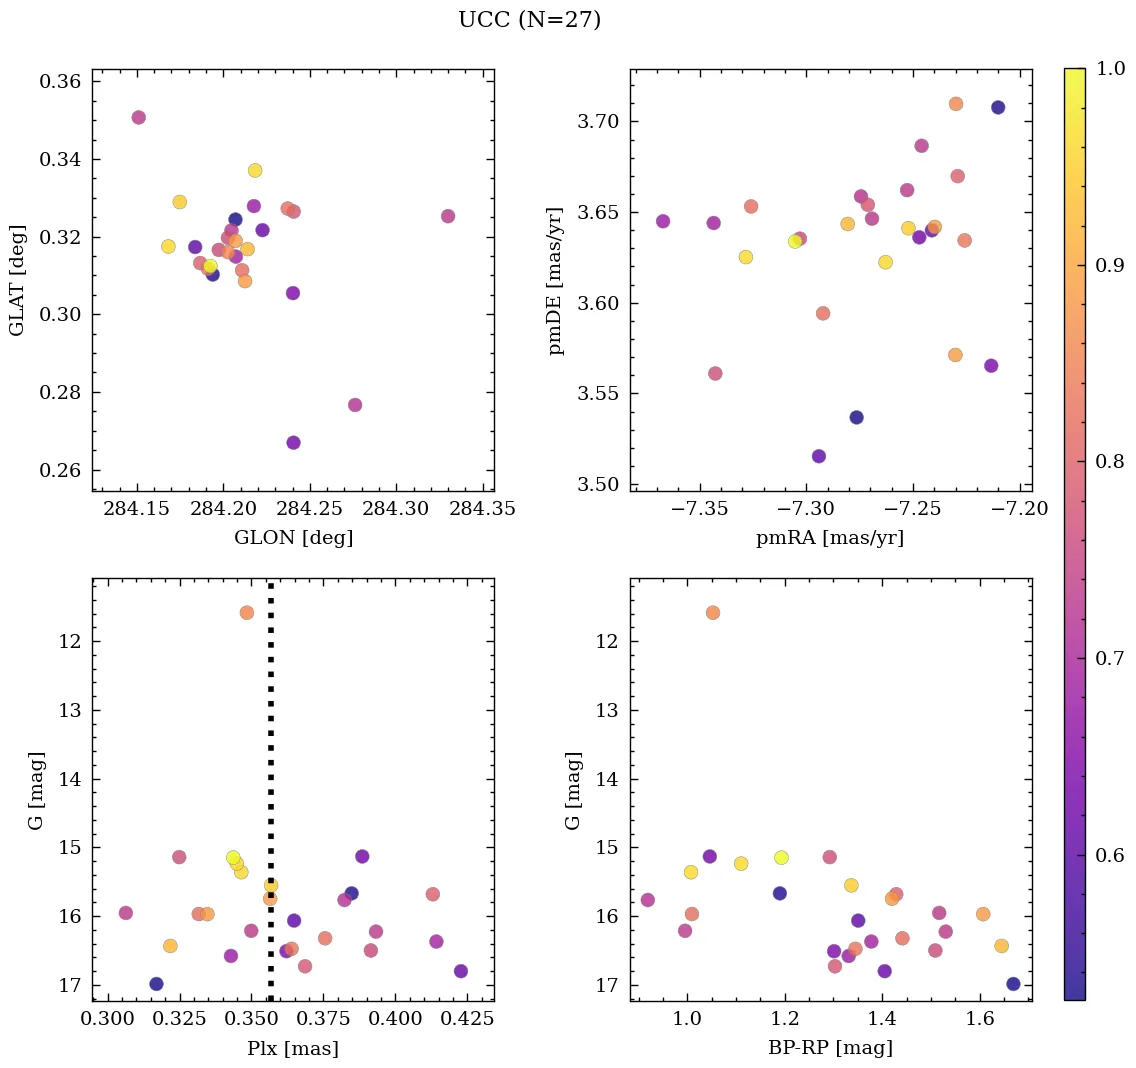 UCC (N=27)
0.36
0.34
0.32
0.30
0.28
0.26
GLAT [deg]
284.15 284.20 284.25 284.30 284.35
GLON [deg]
3.70
3.65
3.60
3.55
3.50
pmDE [mas/yr]
−7.35 −7.30 −7.25 −7.20
pmRA [mas/yr]
1.0
0.9
0.8
0.7
0.6
12
13
14
15
16
17
G [mag]
0.300 0.325 0.350 0.375 0.400 0.425
Plx [mas]
12
13
14
15
16
17
G [mag]
1.0 1.2 1.4 1.6
BP-RP [mag]